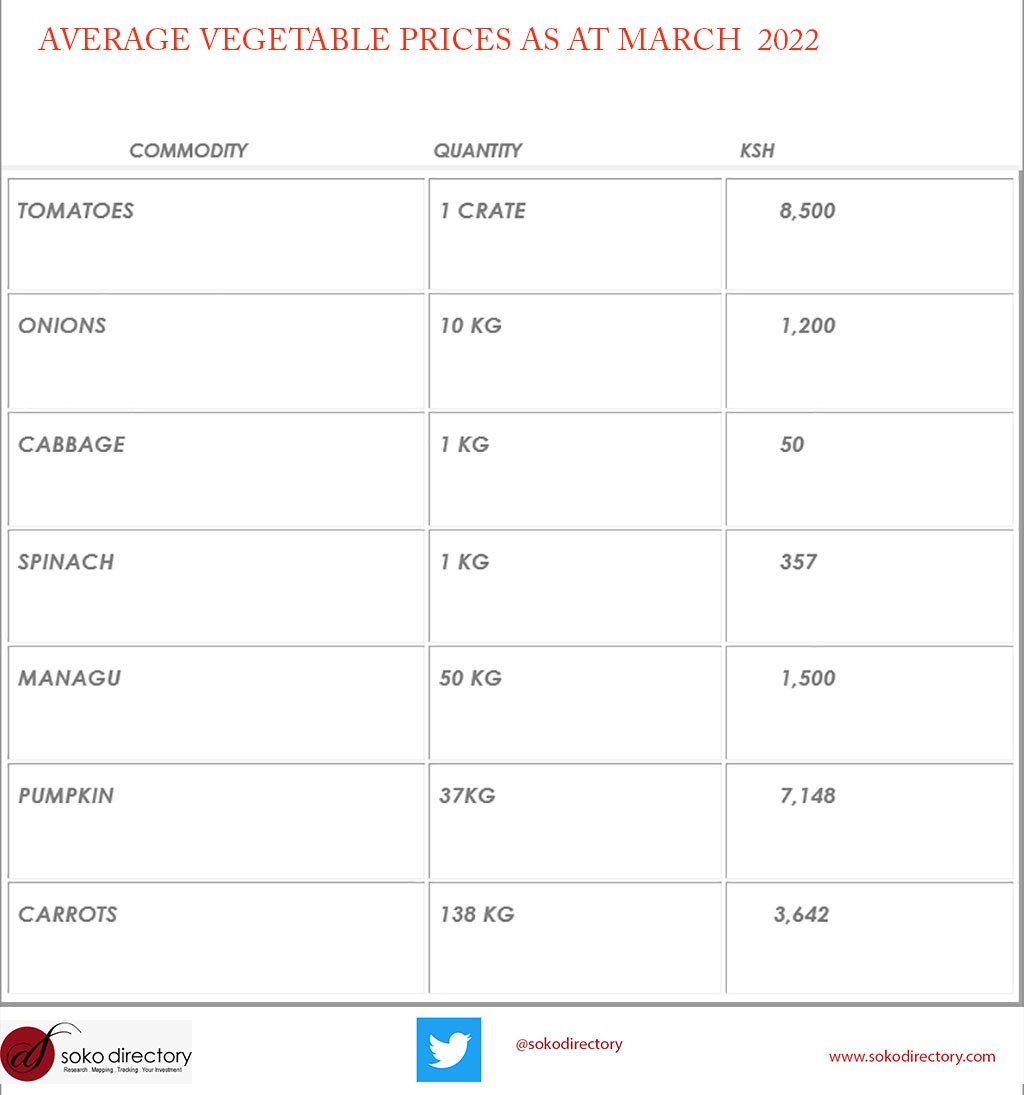 AVERAGE VEGETABLE PRICES AS AT MARCH 2022
COMMODITY QUANTITY KSH
TOMATOES 1 CRATE 8,500
ONIONS 10 KG 1,200
CABBAGE 1 KG 50
SPINACH 1 KG 357
MANAGU 50 KG 1,500
PUMPKIN 37KG 7,148
CARROTS 138 KG 3,642
soko directory
Research . Mapping . Tracking . Your Investment
@sokodirectory
www.sokodirectory.com